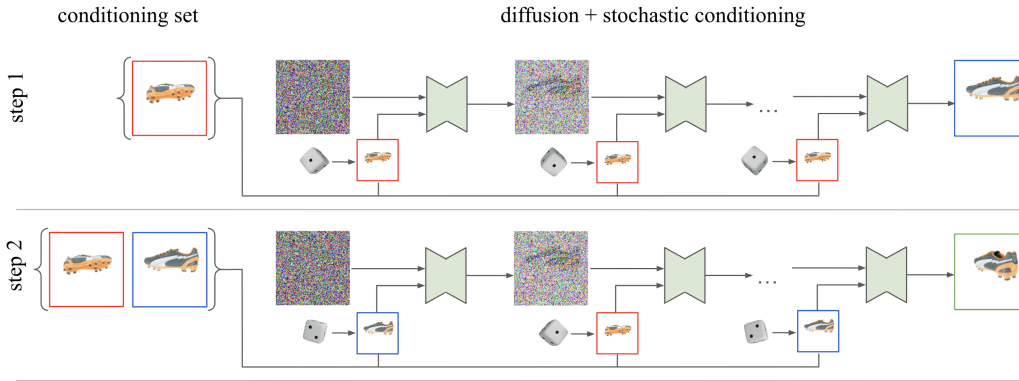 conditioning set
diffusion + stochastic conditioning
step 1
...
step 2
...